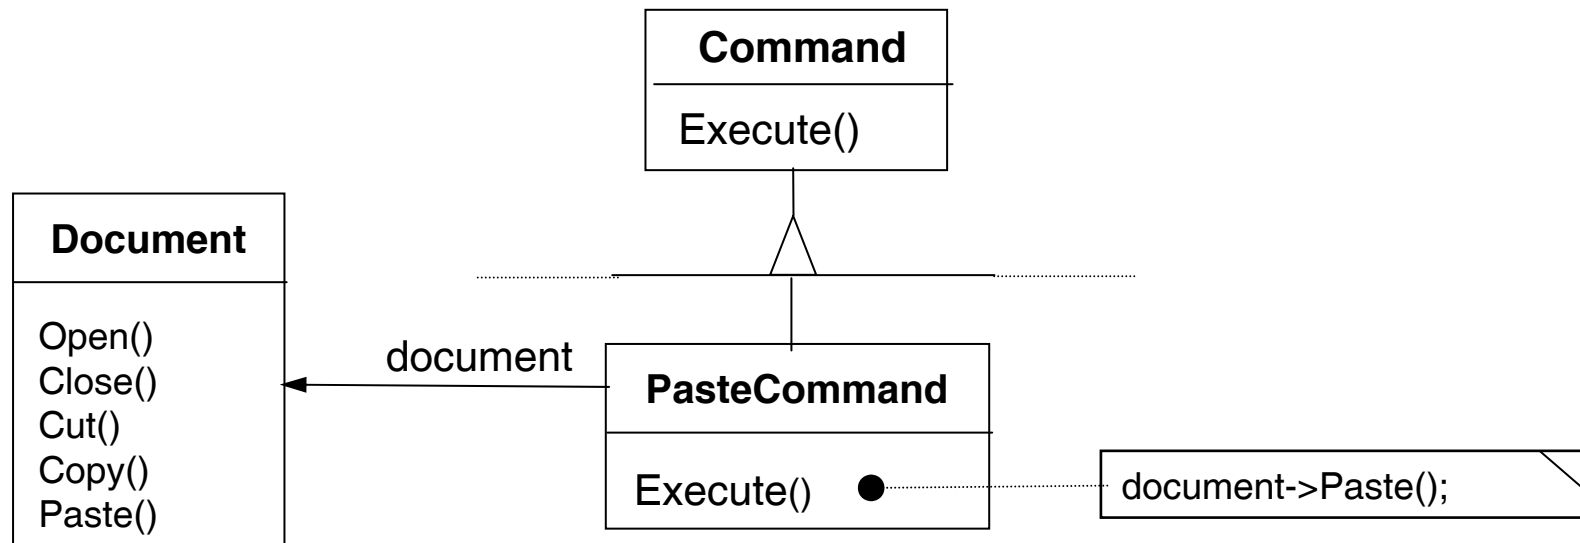 Command
Execute()
Document
Open()
Close()
Cut()
Copy()
Paste()
document
PasteCommand
Execute()
document->Paste();